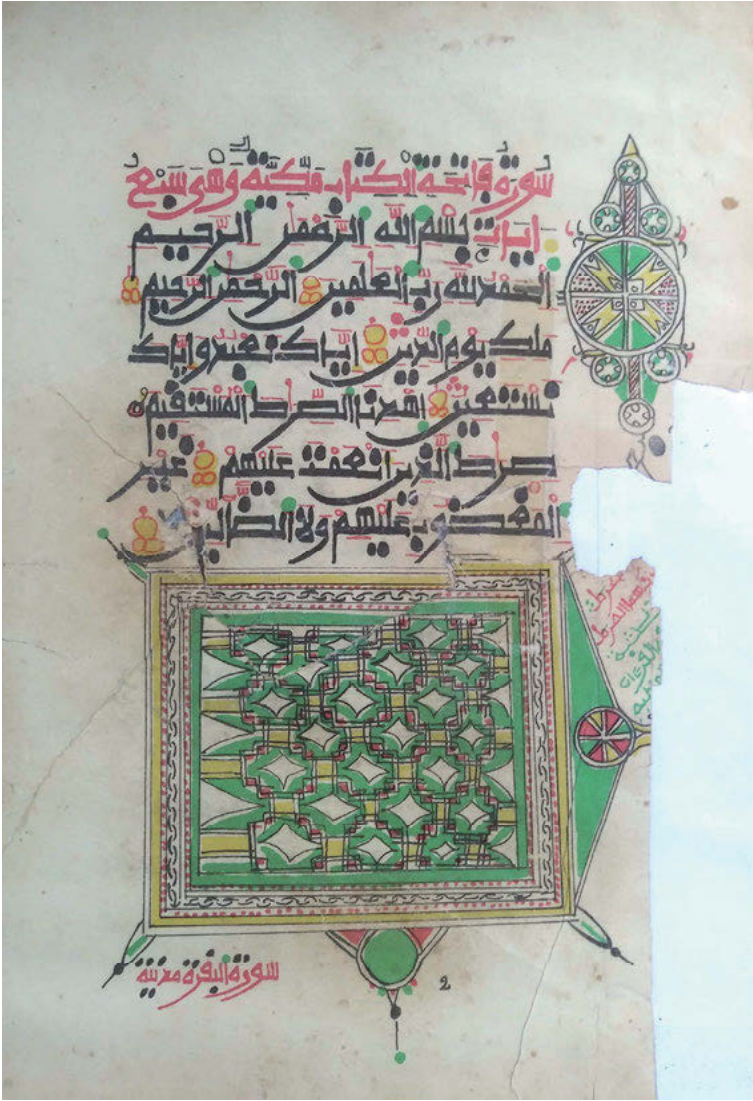 سورة فاتحة الكتاب مكية وهي سبع
ايات بسم الله الرحمن الرحيم
الحمد لله رب العلمين الرحمن الرحيم
ملك يوم الدين اياك نعبد واياك
نستعين اهدنا الصرط المستقيم
صرط الذين انعمت عليهم غير
المغضوب عليهم ولا الضالين
سورة البقرة مدنية
2